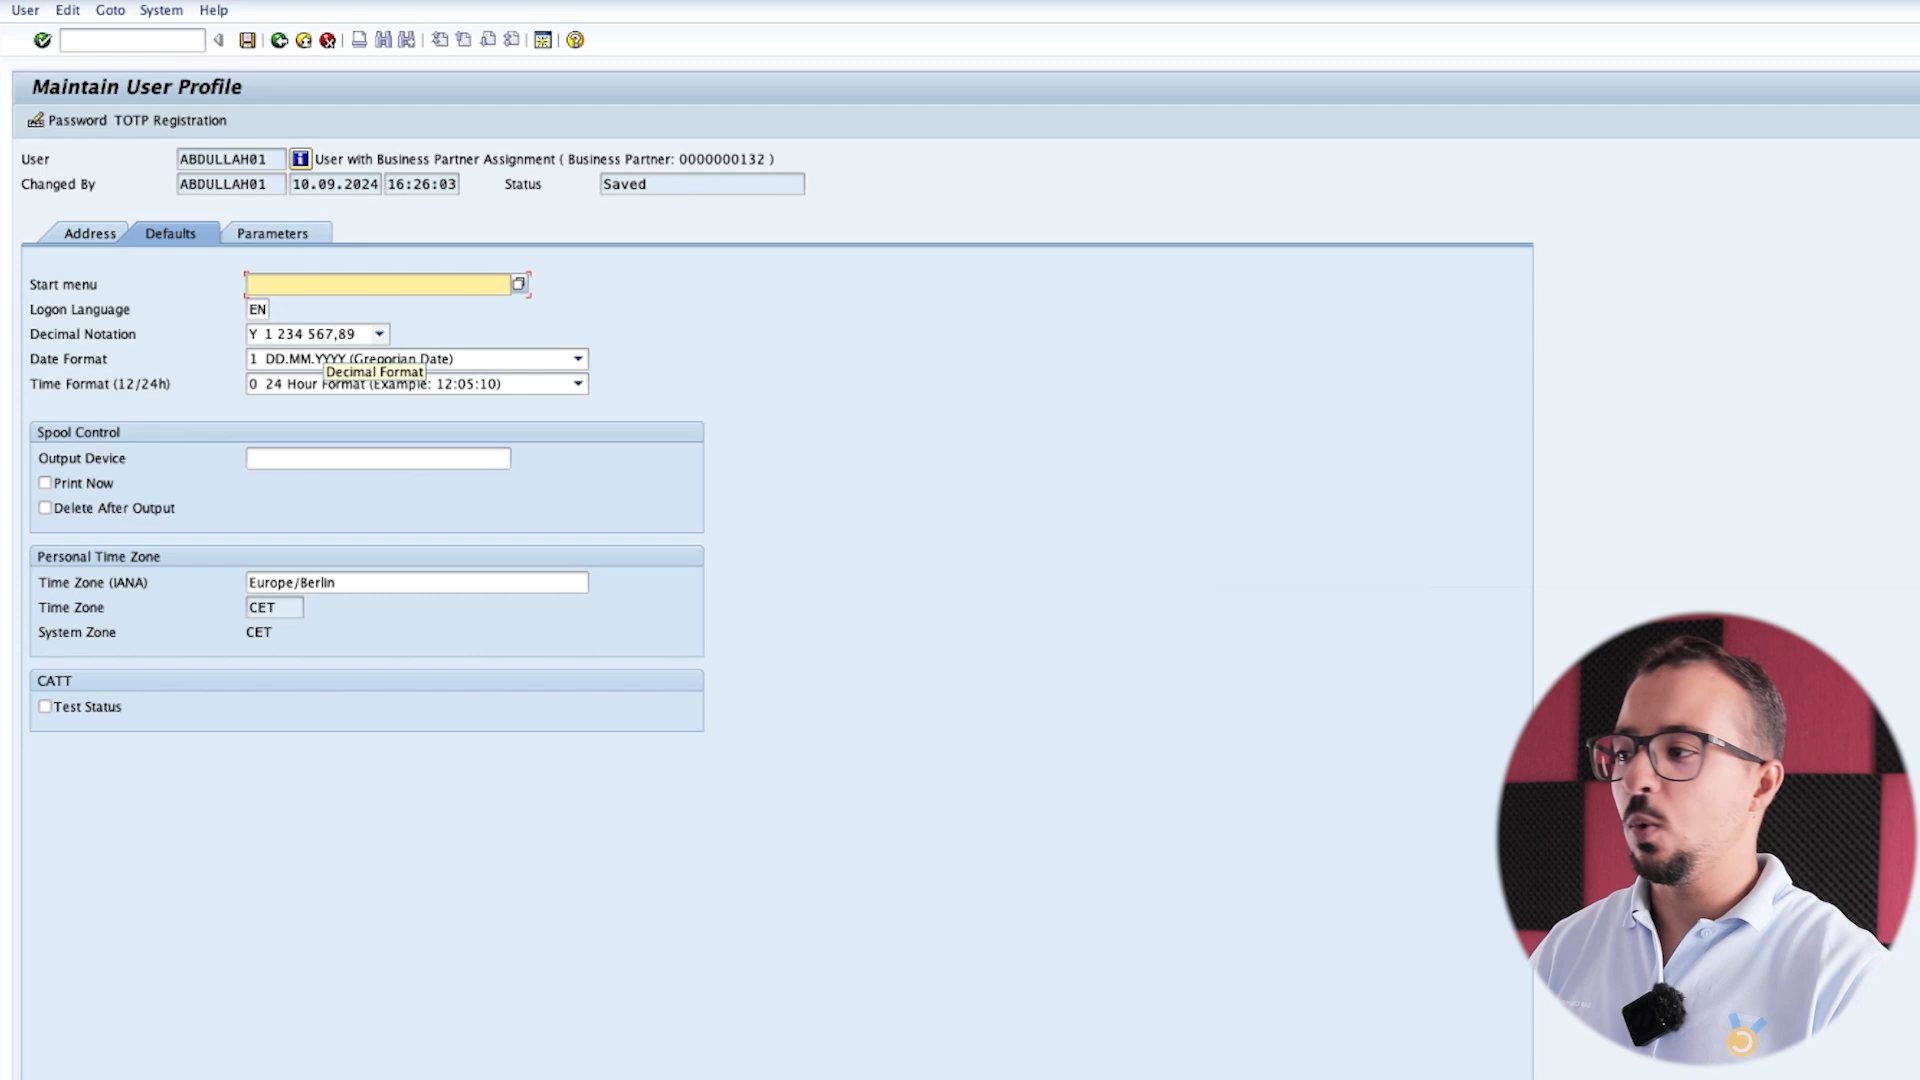 User Edit Goto System Help
Maintain User Profile
Password TOTP Registration
User ABDULLAH01 User with Business Partner Assignment ( Business Partner: 0000000132 )
Changed By ABDULLAH01 10.09.2024 16:26:03 Status Saved
Address Defaults Parameters
Start menu
Logon Language EN
Decimal Notation Y 1 234 567,89
Date Format 1 DD.MM.YYYY (Gregorian Date)
Decimal Format
Time Format (12/24h) 0 24 Hour Format (Example: 12:05:10)
Spool Control
Output Device
Print Now
Delete After Output
Personal Time Zone
Time Zone (IANA) Europe/Berlin
Time Zone CET
System Zone CET
CATT
Test Status